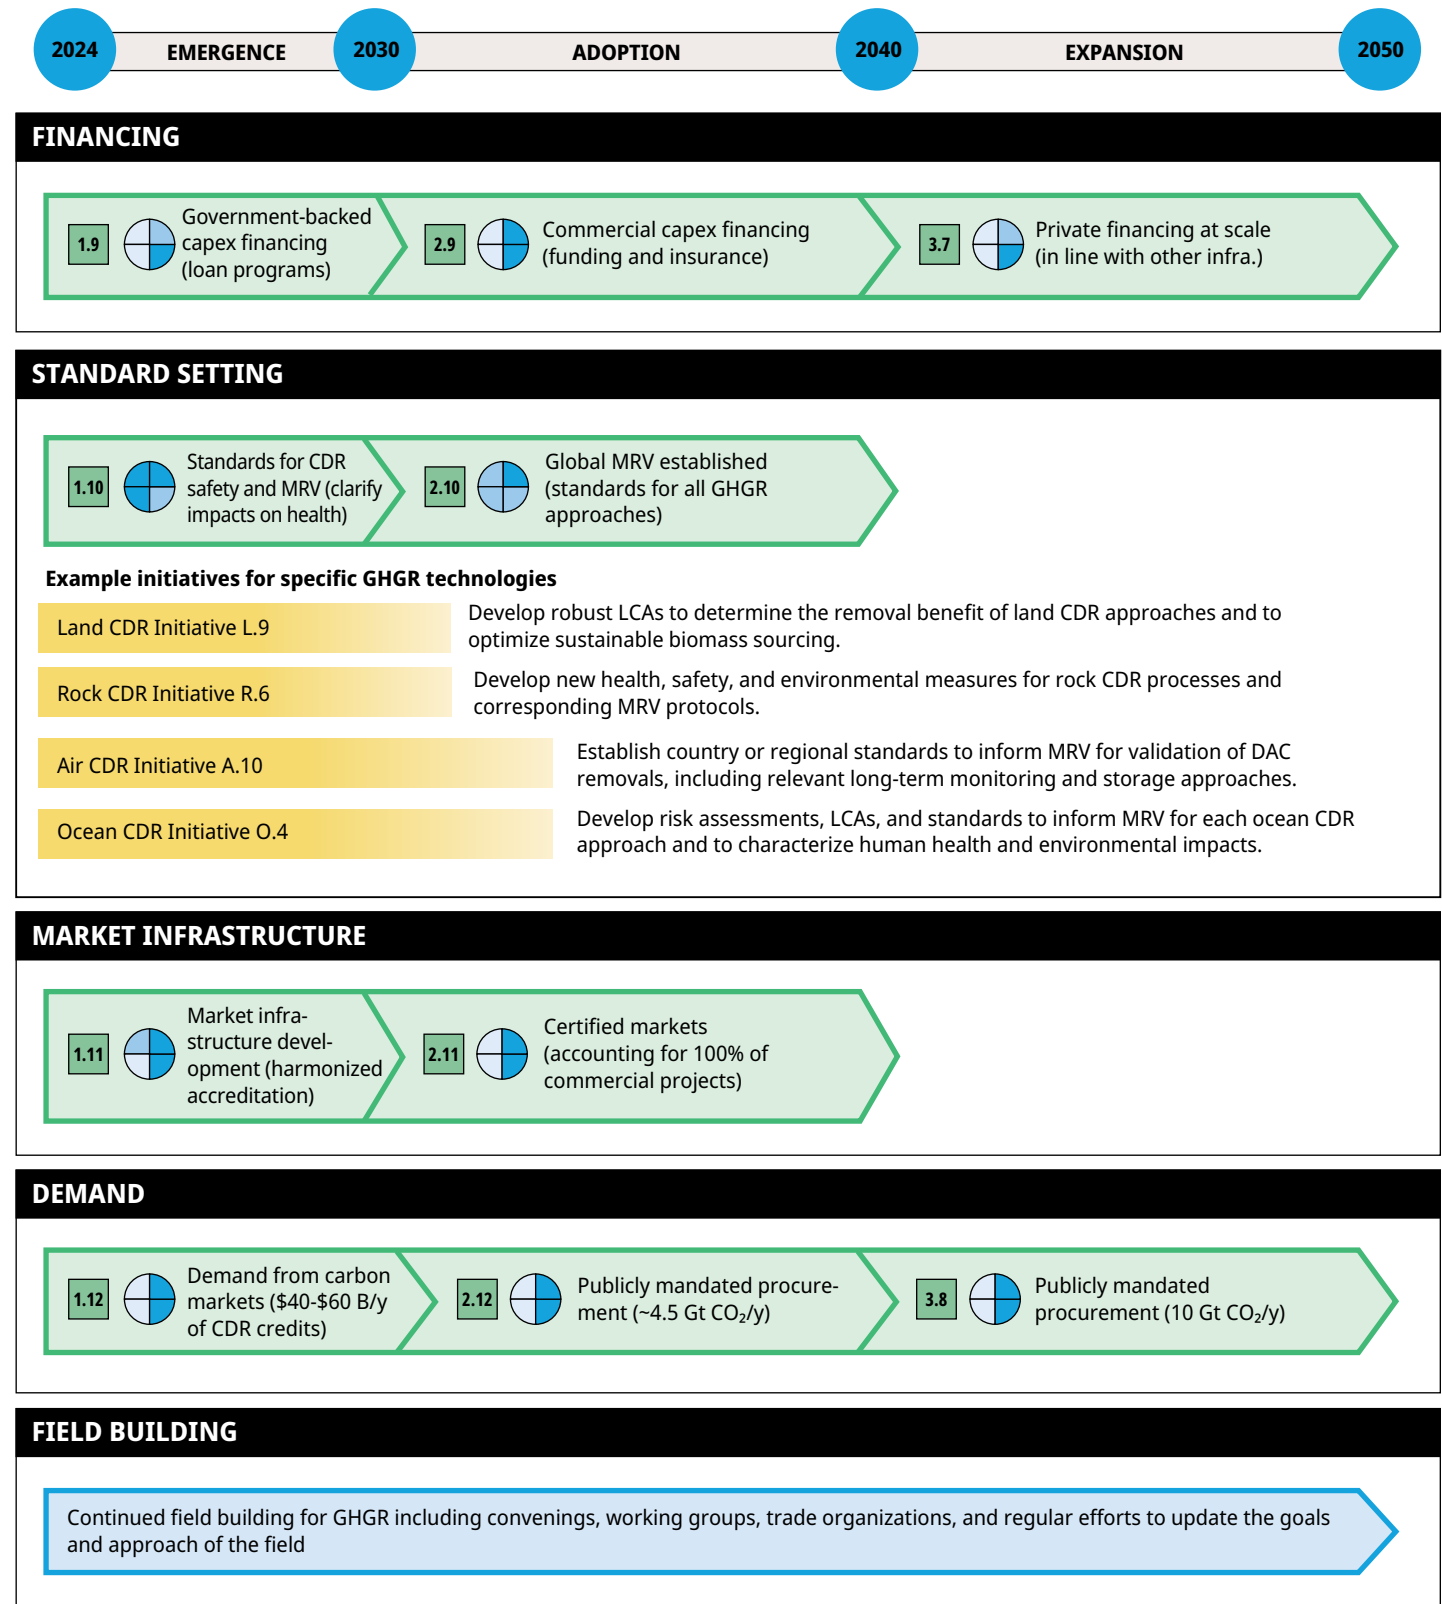 2024
EMERGENCE
2030
ADOPTION
2040
EXPANSION
2050
FINANCING
1.9
Government-backed
capex financing
(loan programs)
2.9
Commercial capex financing
(funding and insurance)
3.7
Private financing at scale
(in line with other infra.)
STANDARD SETTING
1.10
Standards for CDR
safety and MRV (clarify
impacts on health)
2.10
Global MRV established
(standards for all GHGR
approaches)
Example initiatives for specific GHGR technologies
Land CDR Initiative L.9
Develop robust LCAs to determine the removal benefit of land CDR approaches and to
optimize sustainable biomass sourcing.
Rock CDR Initiative R.6
Develop new health, safety, and environmental measures for rock CDR processes and
corresponding MRV protocols.
Air CDR Initiative A.10
Establish country or regional standards to inform MRV for validation of DAC
removals, including relevant long-term monitoring and storage approaches.
Ocean CDR Initiative O.4
Develop risk assessments, LCAs, and standards to inform MRV for each ocean CDR
approach and to characterize human health and environmental impacts.
MARKET INFRASTRUCTURE
1.11
Market infra-
structure devel-
opment (harmonized
accreditation)
2.11
Certified markets
(accounting for 100% of
commercial projects)
DEMAND
1.12
Demand from carbon
markets ($40-$60 B/y
of CDR credits)
2.12
Publicly mandated procure-
ment (~4.5 Gt CO₂/y)
3.8
Publicly mandated
procurement (10 Gt CO₂/y)
FIELD BUILDING
Continued field building for GHGR including convenings, working groups, trade organizations, and regular efforts to update the goals
and approach of the field